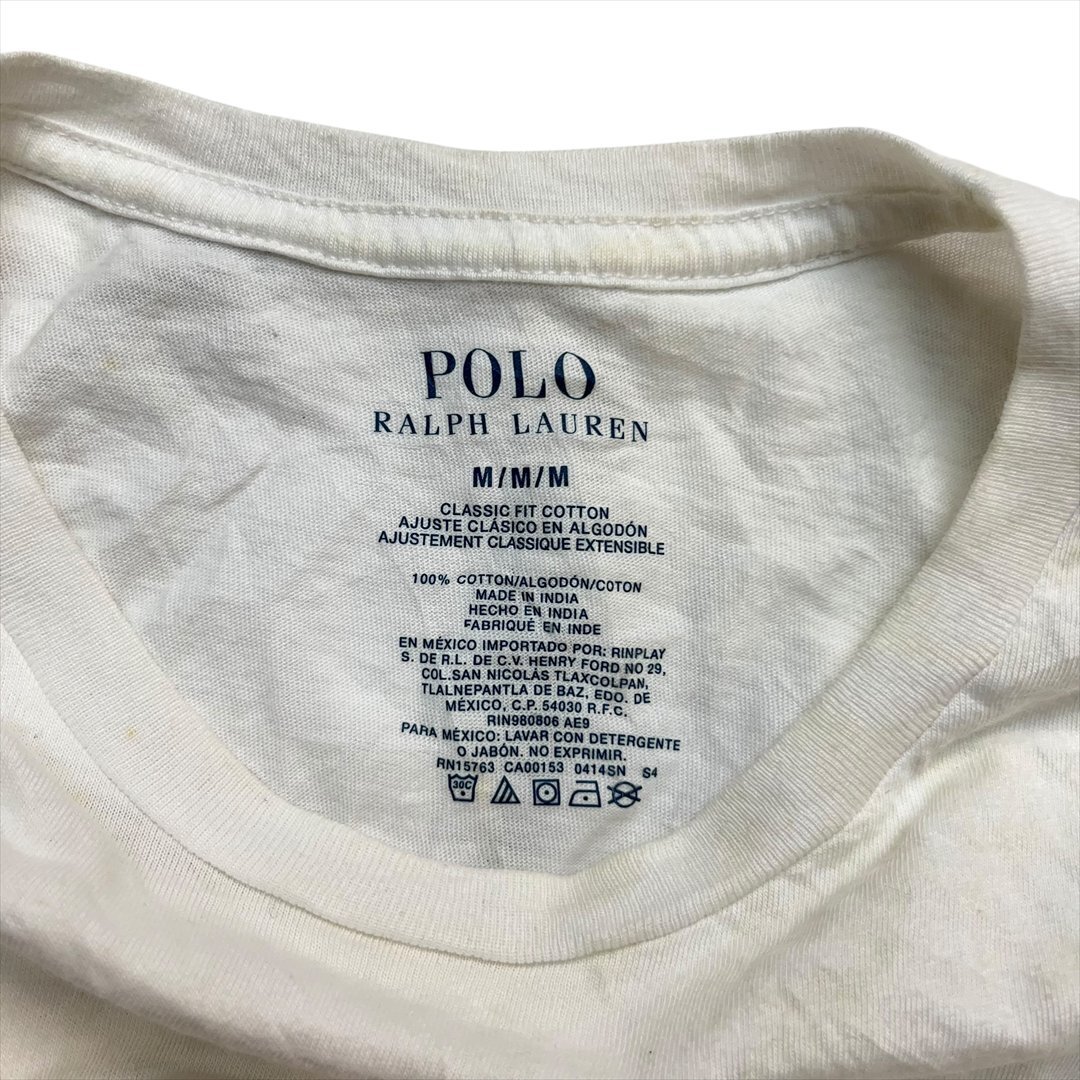 POLO
RALPH LAUREN
M/M/M
CLASSIC FIT COTTON
AJUSTE CLÁSICO EN ALGODÓN
AJUSTEMENT CLASSIQUE EXTENSIBLE
100% COTTON/ALGODÓN/COTON
MADE IN INDIA
HECHO EN INDIA
FABRIQUÉ EN INDE
EN MÉXICO IMPORTADO POR: RINPLAY
S. DE R.L. DE C.V. HENRY FORD NO 29,
COL.SAN NICOLÁS TLAXCOLPAN,
TLALNEPANTLA DE BAZ, EDO. DE
MÉXICO, C.P. 54030 R.F.C.
RIN980806 AE9
PARA MÉXICO: LAVAR CON DETERGENTE
O JABÓN. NO EXPRIMIR.
RN15763 CA00153 0414SN S4
30C